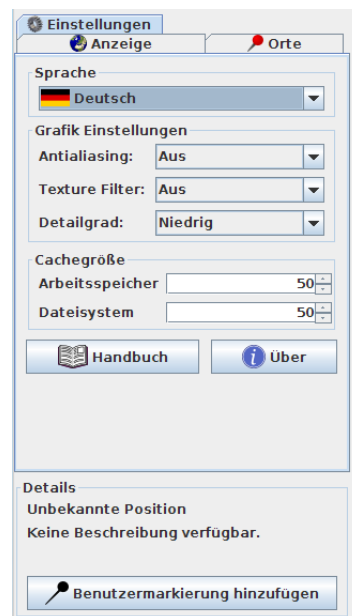 Einstellungen
Anzeige Orte
Sprache
Deutsch
Grafik Einstellungen
Antialiasing: Aus
Texture Filter: Aus
Detailgrad: Niedrig
Cachegröße
Arbeitsspeicher 50
Dateisystem 50
Handbuch Über
Details
Unbekannte Position
Keine Beschreibung verfügbar.
Benutzermarkierung hinzufügen